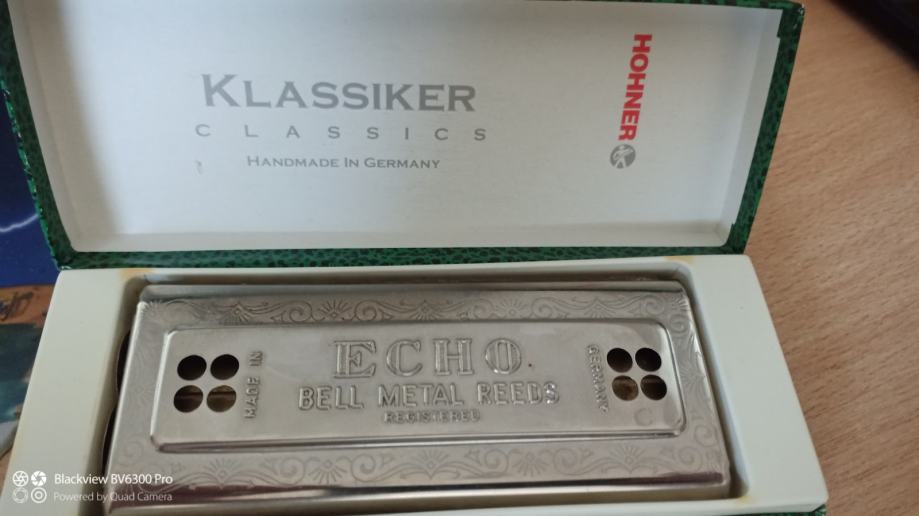 KLASSIKER
CLASSICS
HANDMADE IN GERMANY
HOHNER
ECHO
BELL METAL REEDS
REGISTERED
MADE IN
GERMANY
C
Blackview BV6300 Pro
Powered by Quad Camera